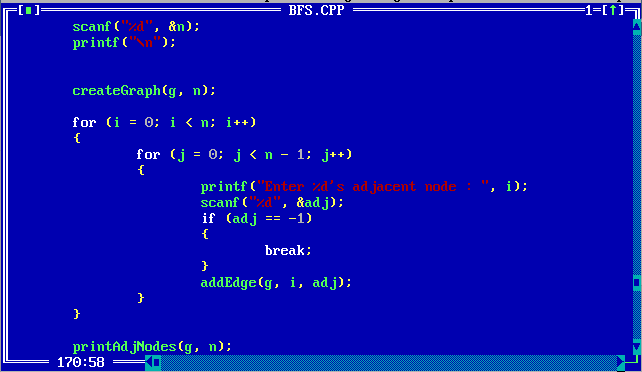 BFS.CPP 1=[↑]
scanf("%d", &n);
printf("\n");
createGraph(g, n);
for (i = 0; i < n; i++)
{
for (j = 0; j < n - 1; j++)
{
printf("Enter %d's adjacent node : ", i);
scanf("%d", &adj);
if (adj == -1)
{
break;
}
addEdge(g, i, adj);
}
}
printAdjNodes(g, n);
170:58